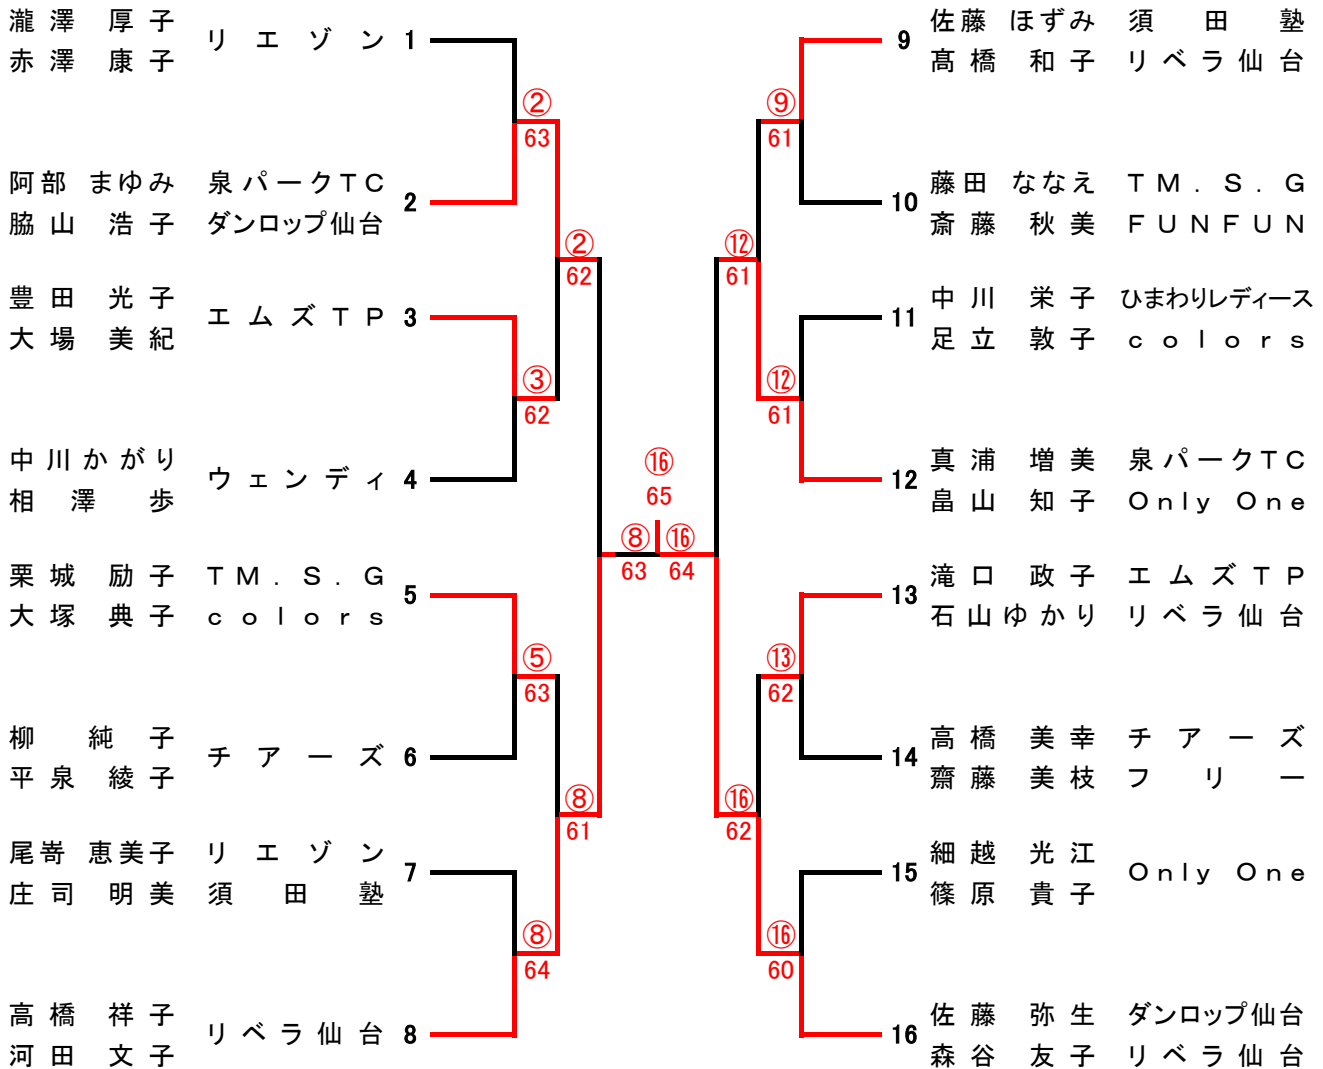 瀧澤 厚子 リエゾン 1
赤澤 康子
②
63
阿部 まゆみ 泉パークTC 2
脇山 浩子 ダンロップ仙台
②
62
豊田 光子 エムズTP 3
大場 美紀
③
62
中川かがり ウェンディ 4
相澤 歩
栗城 励子 TM.S.G 5
大塚 典子 colors
⑤
63
柳 純子 チアーズ 6
平泉 綾子
⑧
61
尾嵜 恵美子 リエゾン 7
庄司 明美 須田塾
⑧
64
高橋 祥子 リベラ仙台 8
河田 文子
⑯
65
⑧ ⑯
63 64
9 佐藤 ほずみ 須田塾
髙橋 和子 リベラ仙台
⑨
61
10 藤田 ななえ TM.S.G
斎藤 秋美 FUNFUN
⑫
61
11 中川 栄子 ひまわりレディース
足立 敦子 colors
⑫
61
12 真浦 増美 泉パークTC
畠山 知子 Only One
13 滝口 政子 エムズTP
石山ゆかり リベラ仙台
⑬
62
14 高橋 美幸 チアーズ
齋藤 美枝 フリー
⑯
62
15 細越 光江 Only One
篠原 貴子
⑯
60
16 佐藤 弥生 ダンロップ仙台
森谷 友子 リベラ仙台